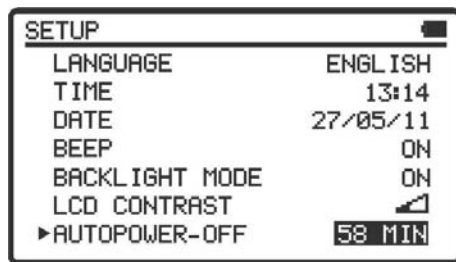 SETUP
LANGUAGE ENGLISH
TIME 13:14
DATE 27/05/11
BEEP ON
BACKLIGHT MODE ON
LCD CONTRAST
▶AUTOPOWER-OFF 58 MIN